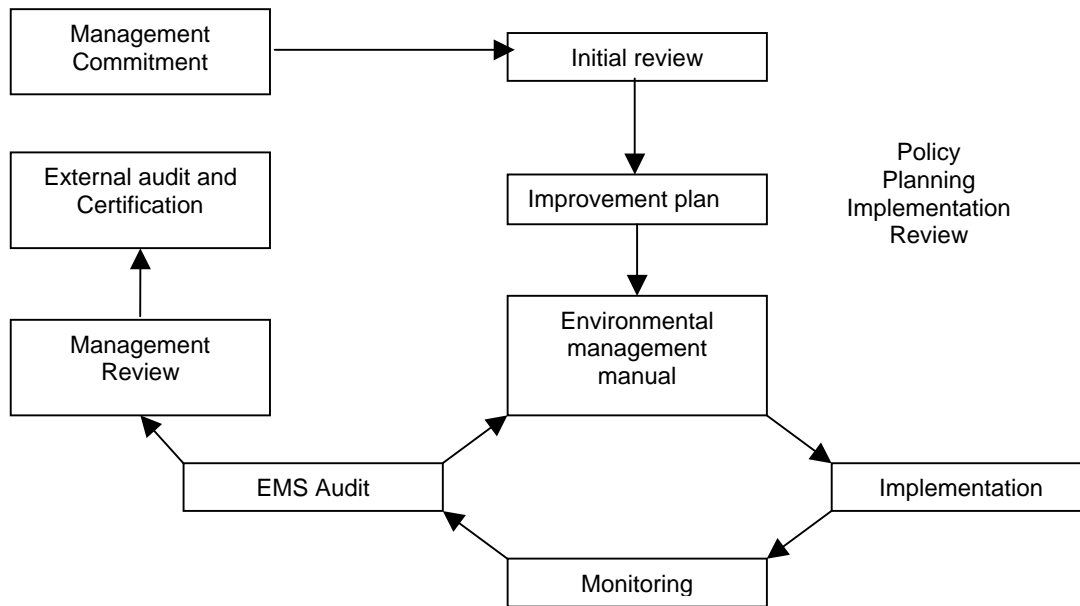 Management
Commitment
Initial review
External audit and
Certification
Improvement plan
Policy
Planning
Implementation
Review
Management
Review
Environmental
management
manual
EMS Audit
Implementation
Monitoring